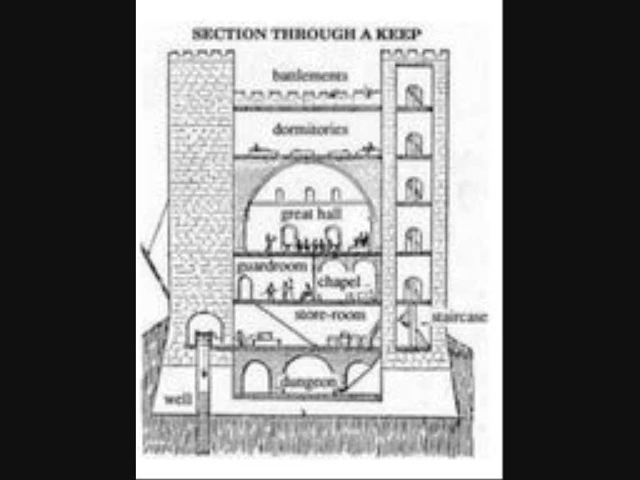 SECTION THROUGH A KEEP
battlements
dormitories
great hall
guardroom
chapel
store-room
staircase
dungeon
well